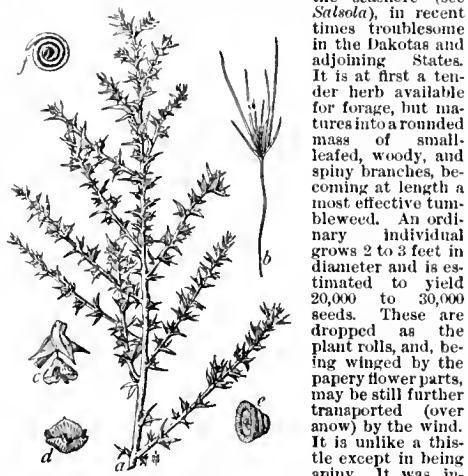 the seashore (see
Salsola), in recent
times troublesome
in the Dakotas and
adjoining States.
It is at first a ten-
der herb available
for forage, but ma-
tures into a rounded
mass of small-
leafed, woody, and
spiny branches, be-
coming at length a
most effective tum-
bleweed. An ordi-
nary individual
grows 2 to 3 feet in
diameter and is es-
timated to yield
20,000 to 30,000
seeds. These are
dropped as the
plant rolls, and, be-
ing winged by the
papery flower parts,
may be still further
transported (over
snow) by the wind.
It is unlike a this-
tle except in being
spiny. It was in-
b
c
d
a
e